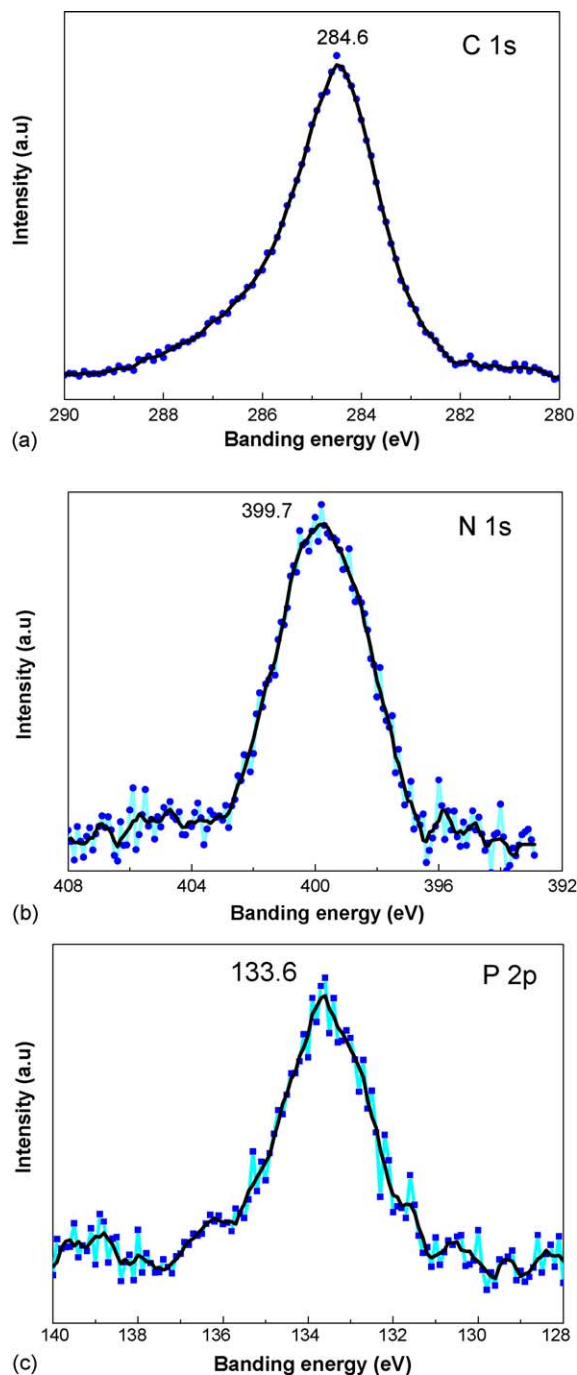 284.6
C 1s
Intensity (a.u)
290 288 286 284 282 280
(a)
Banding energy (eV)
399.7
N 1s
Intensity (a.u)
408 404 400 396 392
(b)
Banding energy (eV)
133.6
P 2p
Intensity (a.u)
140 138 136 134 132 130 128
(c)
Banding energy (eV)